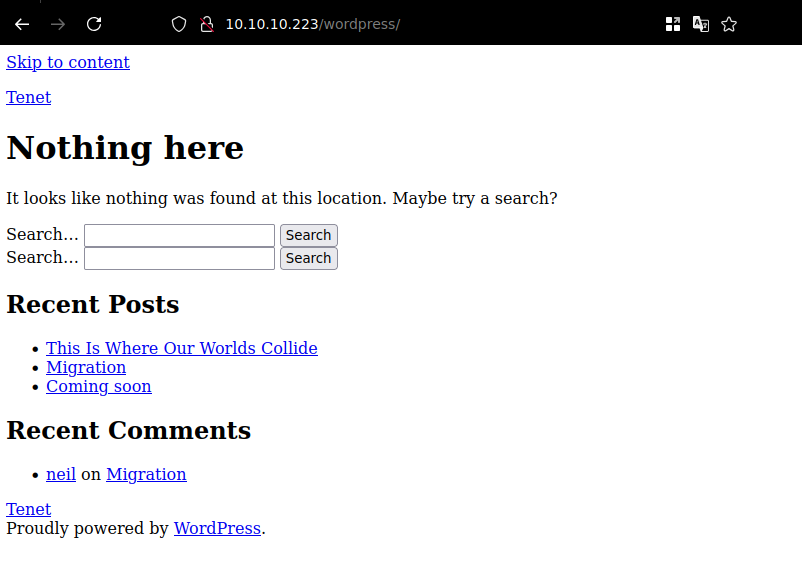 10.10.10.223/wordpress/
Skip to content
Tenet
Nothing here
It looks like nothing was found at this location. Maybe try a search?
Search… Search
Search… Search
Recent Posts
This Is Where Our Worlds Collide
Migration
Coming soon
Recent Comments
neil on Migration
Tenet
Proudly powered by WordPress.